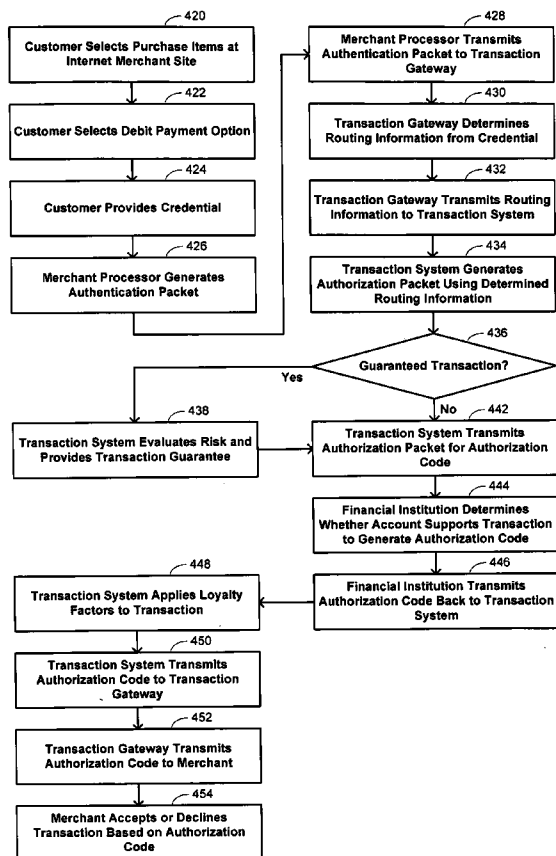 420
Customer Selects Purchase Items at
Internet Merchant Site
422
Customer Selects Debit Payment Option
424
Customer Provides Credential
426
Merchant Processor Generates
Authentication Packet
428
Merchant Processor Transmits
Authentication Packet to Transaction
Gateway
430
Transaction Gateway Determines
Routing Information from Credential
432
Transaction Gateway Transmits Routing
Information to Transaction System
434
Transaction System Generates
Authorization Packet Using Determined
Routing Information
436
Guaranteed Transaction?
Yes
No
438
Transaction System Evaluates Risk and
Provides Transaction Guarantee
442
Transaction System Transmits
Authorization Packet for Authorization
Code
444
Financial Institution Determines
Whether Account Supports Transaction
to Generate Authorization Code
446
Financial Institution Transmits
Authorization Code Back to Transaction
System
448
Transaction System Applies Loyalty
Factors to Transaction
450
Transaction System Transmits
Authorization Code to Transaction
Gateway
452
Transaction Gateway Transmits
Authorization Code to Merchant
454
Merchant Accepts or Declines
Transaction Based on Authorization
Code